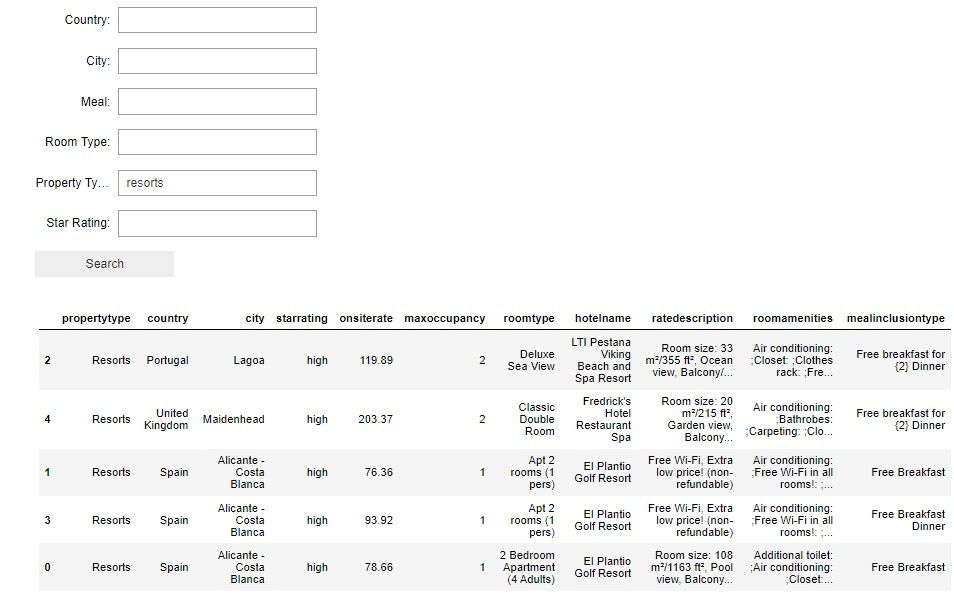 Country:
City:
Meal:
Room Type:
Property Ty... resorts
Star Rating:
Search
propertytype country city starrating onsiterate maxoccupancy roomtype hotelname ratedescription roomamenities mealinclusiontype
2 Resorts Portugal Lagoa high 119.89 2 Deluxe Sea View LTI Pestana Viking Beach and Spa Resort Room size: 33 m²/355 ft², Ocean view, Balcony/... Air conditioning: ;Closet: ;Clothes rack: ;Fre... Free breakfast for {2} Dinner
4 Resorts United Kingdom Maidenhead high 203.37 2 Classic Double Room Fredrick's Hotel Restaurant Spa Room size: 20 m²/215 ft², Garden view, Balcony... Air conditioning: ;Bathrobes: ;Carpeting: ;Clo... Free breakfast for {2} Dinner
1 Resorts Spain Alicante - Costa Blanca high 76.36 1 Apt 2 rooms (1 pers) El Plantio Golf Resort Free Wi-Fi, Extra low price! (non-refundable) Air conditioning: ;Free Wi-Fi in all rooms!: ;... Free Breakfast
3 Resorts Spain Alicante - Costa Blanca high 93.92 1 Apt 2 rooms (1 pers) El Plantio Golf Resort Free Wi-Fi, Extra low price! (non-refundable) Air conditioning: ;Free Wi-Fi in all rooms!: ;... Free Breakfast Dinner
0 Resorts Spain Alicante - Costa Blanca high 78.66 1 2 Bedroom Apartment (4 Adults) El Plantio Golf Resort Room size: 108 m²/1163 ft², Pool view, Balcony... Additional toilet: ;Air conditioning: ;Closet:... Free Breakfast